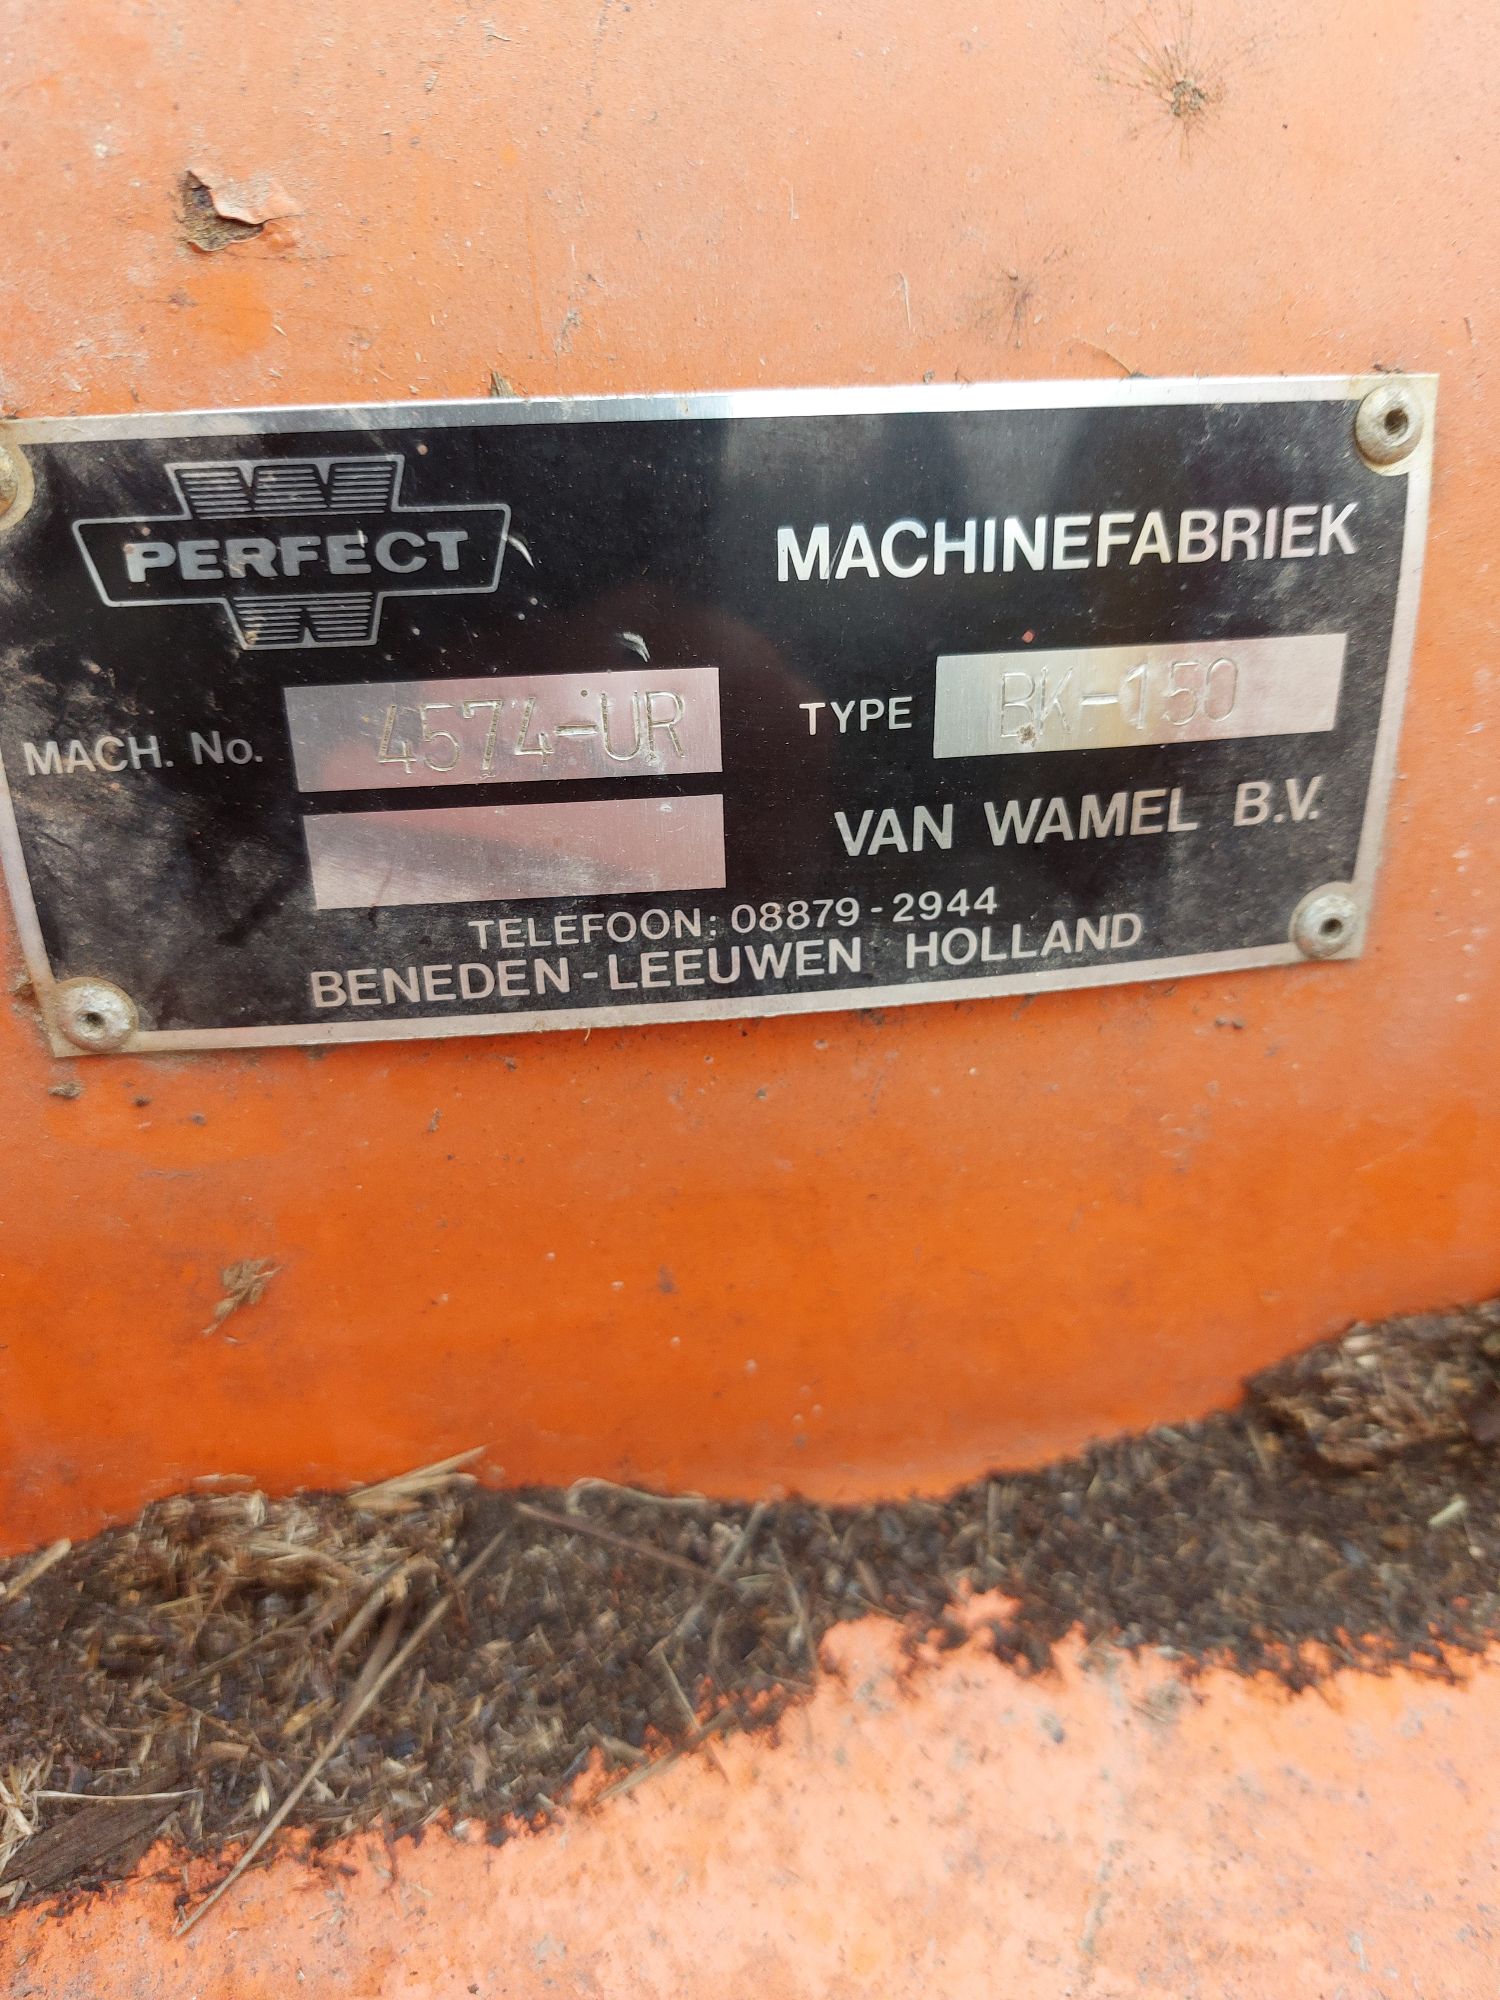 PERFECT
MACHINEFABRIEK
MACH. No. 4574-UR
TYPE BK-150
VAN WAMEL B.V.
TELEFOON: 08879-2944
BENEDEN-LEEUWEN HOLLAND